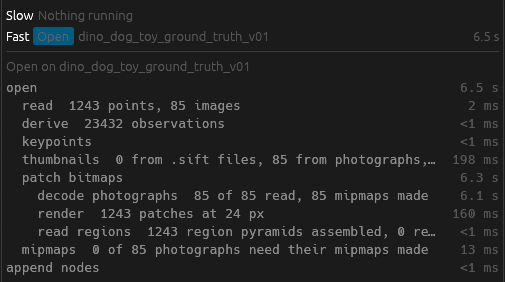 Slow Nothing running
Fast Open dino_dog_toy_ground_truth_v01 6.5 s
Open on dino_dog_toy_ground_truth_v01
open 6.5 s
read 1243 points, 85 images 2 ms
derive 23432 observations <1 ms
keypoints <1 ms
thumbnails 0 from .sift files, 85 from photographs,… 198 ms
patch bitmaps 6.3 s
decode photographs 85 of 85 read, 85 mipmaps made 6.1 s
render 1243 patches at 24 px 160 ms
read regions 1243 region pyramids assembled, 0 re… <1 ms
mipmaps 0 of 85 photographs need their mipmaps made 13 ms
append nodes <1 ms